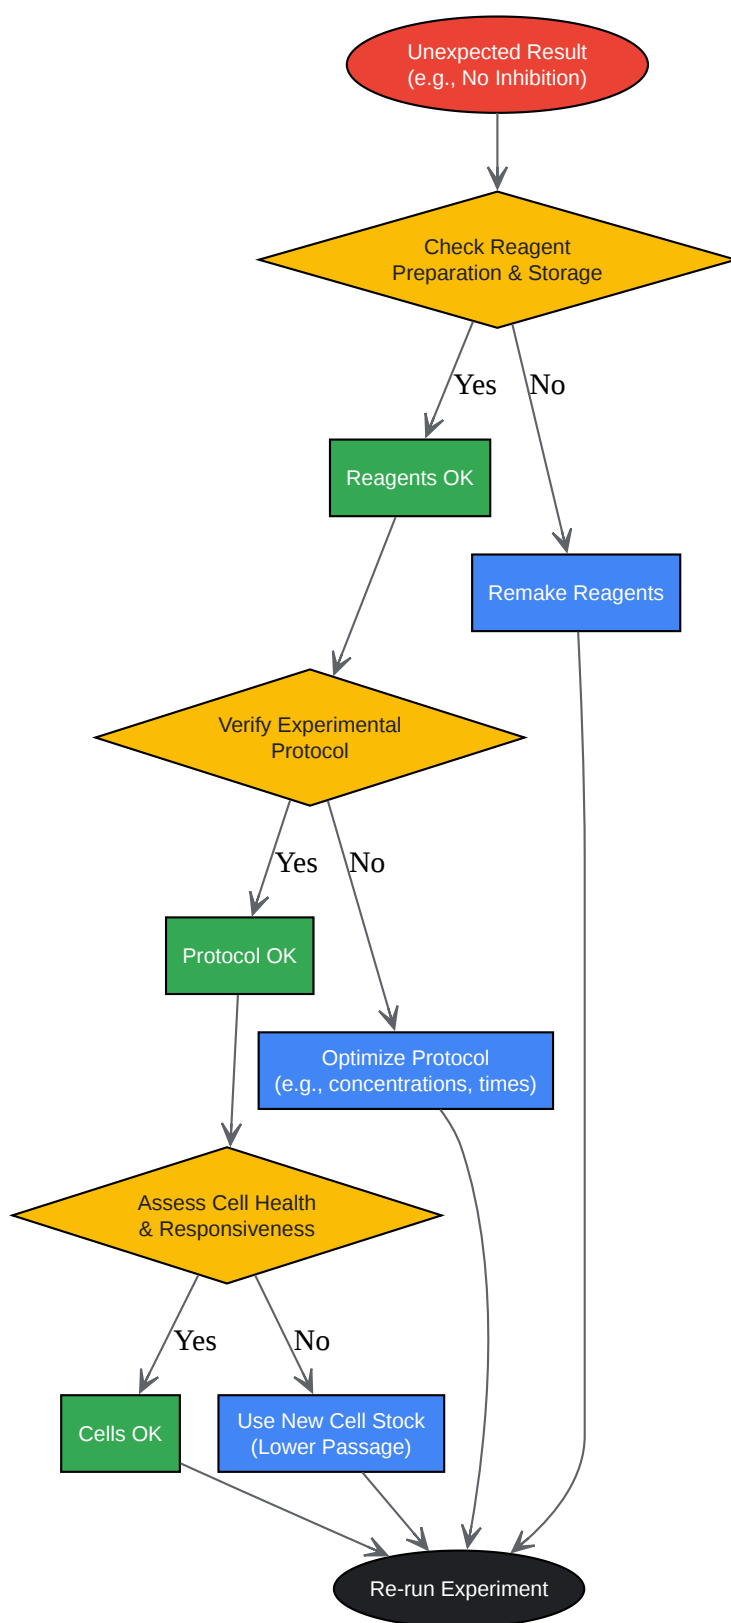 Unexpected Result
(e.g., No Inhibition)
Check Reagent
Preparation & Storage
Yes
No
Reagents OK
Remake Reagents
Verify Experimental
Protocol
Yes
No
Protocol OK
Optimize Protocol
(e.g., concentrations, times)
Assess Cell Health
& Responsiveness
Yes
No
Cells OK
Use New Cell Stock
(Lower Passage)
Re-run Experiment